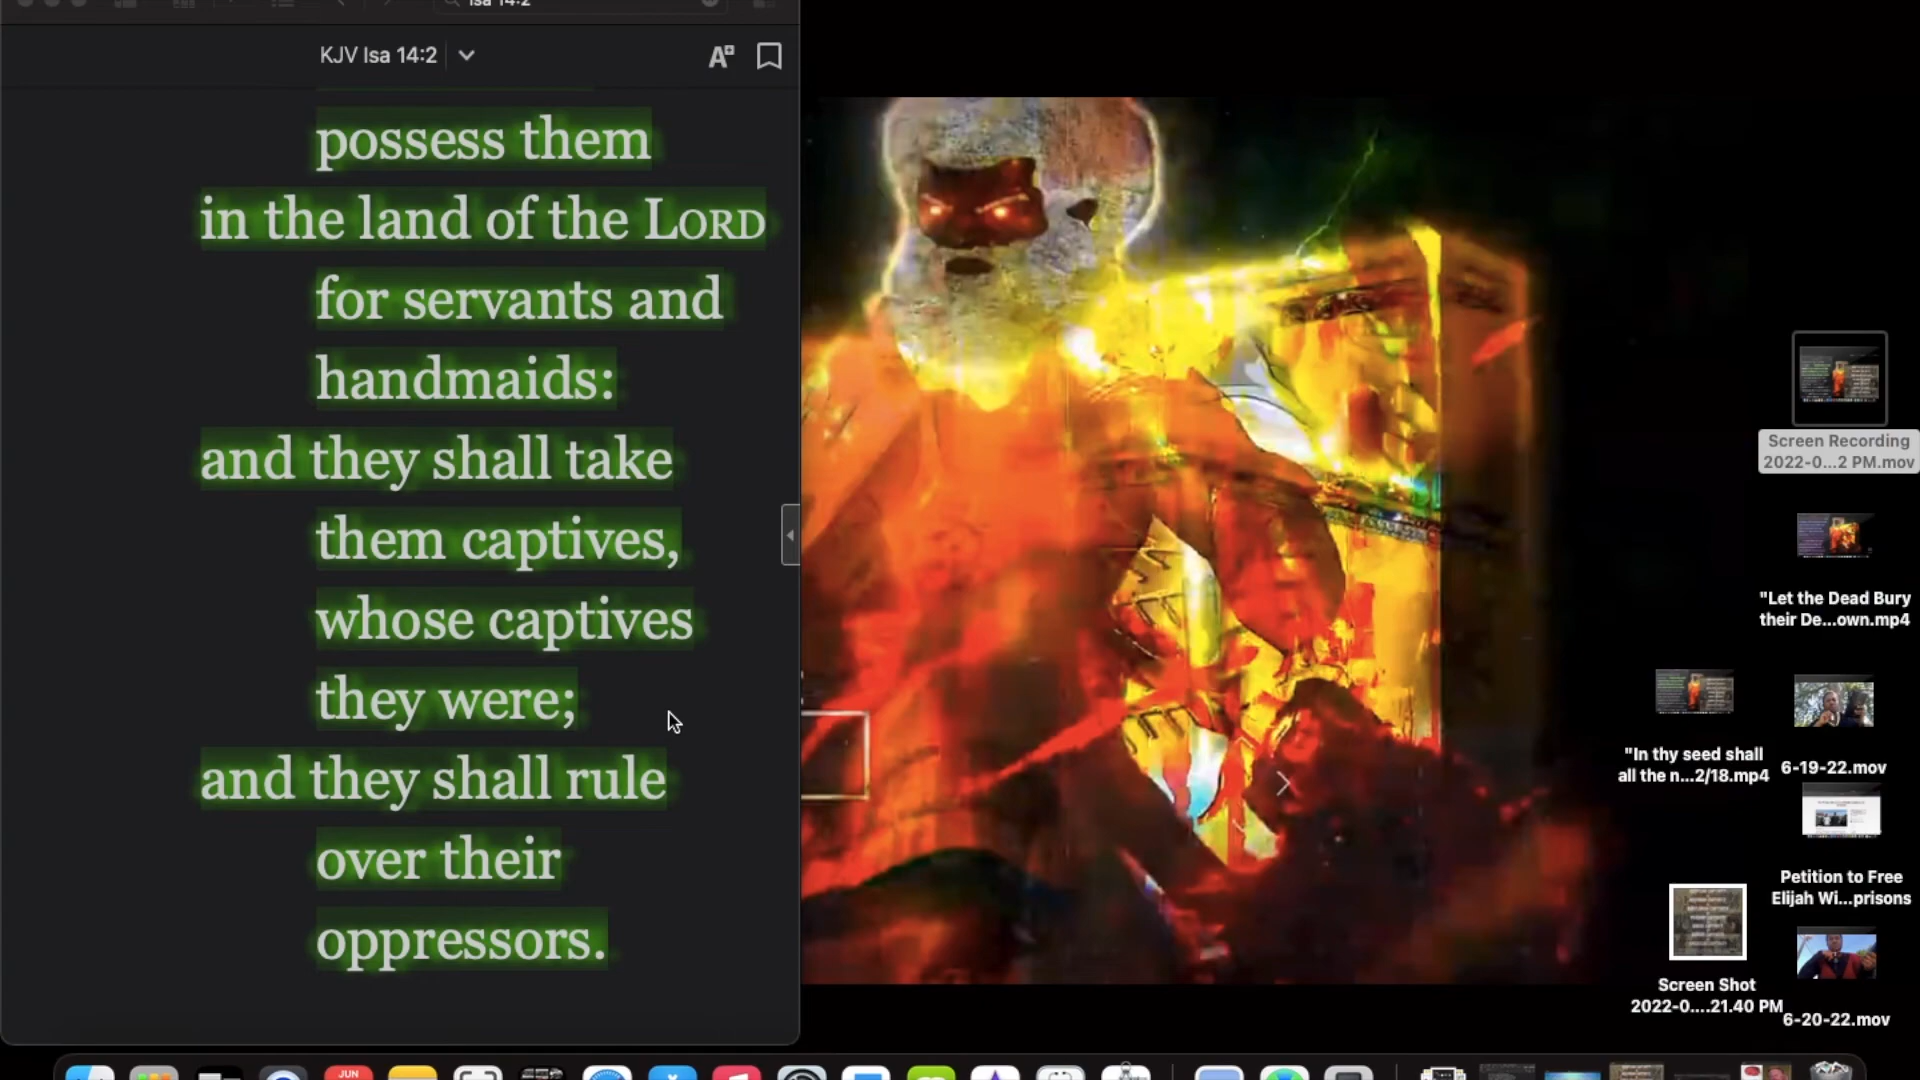 Isa 14:2
KJV Isa 14:2
possess them
in the land of the LORD
for servants and
handmaids:
and they shall take
them captives,
whose captives
they were;
and they shall rule
over their
oppressors.
Screen Recording
2022-0...2 PM.mov
"Let the Dead Bury
their De...own.mp4
"In thy seed shall
all the n...2/18.mp4
6-19-22.mov
Petition to Free
Elijah Wi...prisons
Screen Shot
2022-0....21.40 PM
6-20-22.mov
JUN